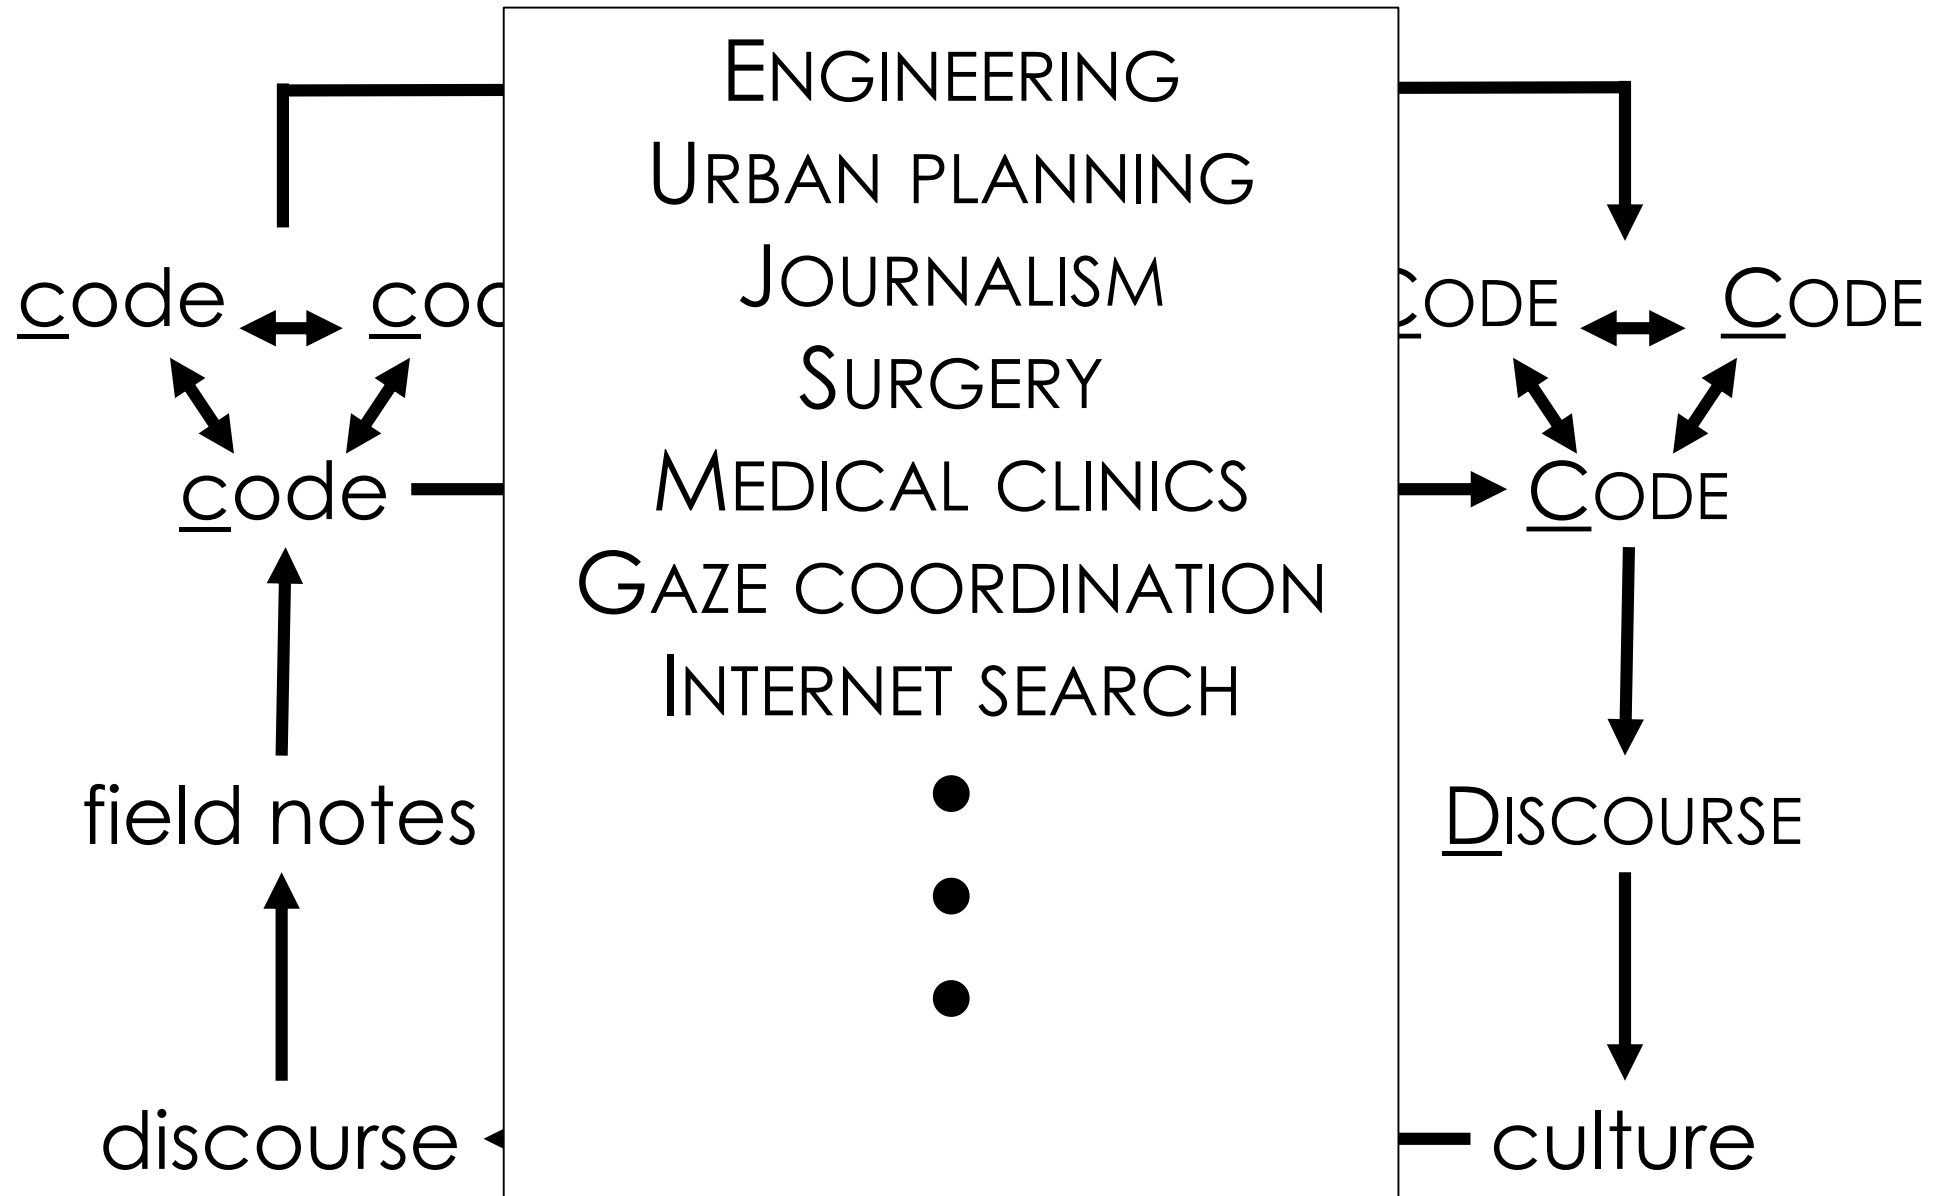 ENGINEERING
URBAN PLANNING
JOURNALISM
SURGERY
MEDICAL CLINICS
GAZE COORDINATION
INTERNET SEARCH
code
code
field notes
discourse
CODE CODE
CODE
DISCOURSE
culture